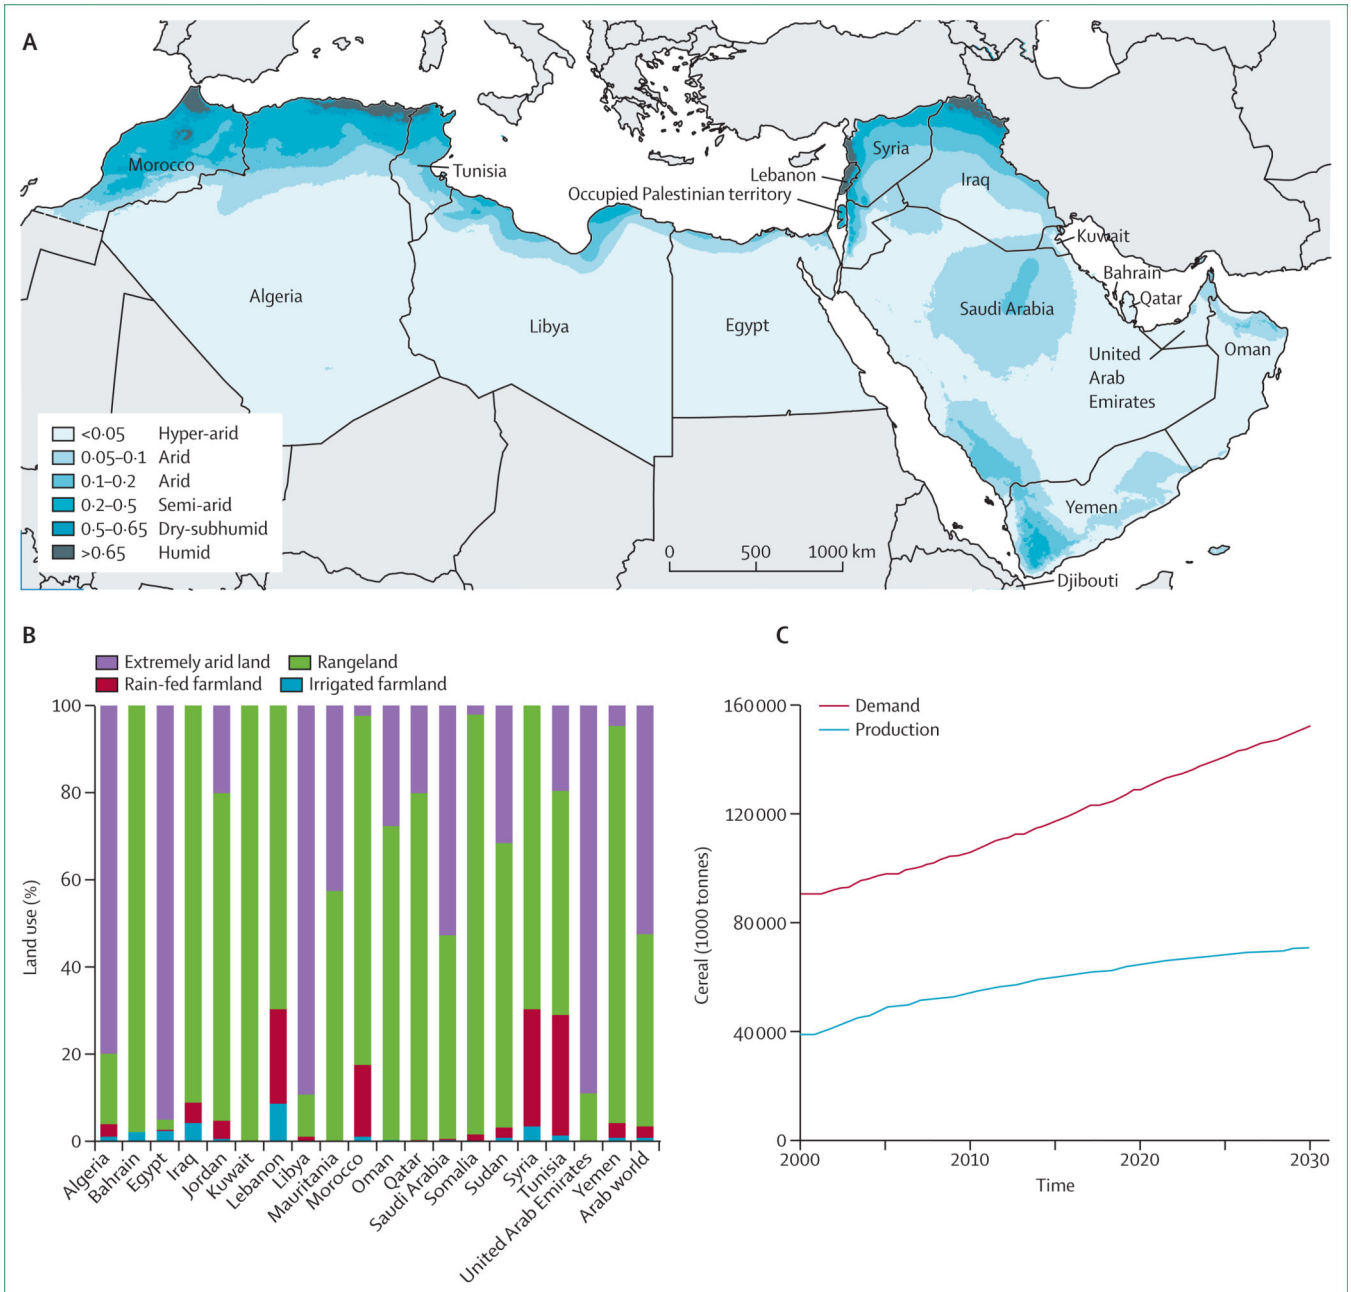 A
Morocco
Tunisia
Algeria
Libya
Egypt
Lebanon
Occupied Palestinian territory
Syria
Iraq
Kuwait
Bahrain
Qatar
Saudi Arabia
United
Arab
Emirates
Oman
Yemen
Djibouti
<0·05 Hyper-arid
0·05–0·1 Arid
0·1–0·2 Arid
0·2–0·5 Semi-arid
0·5–0·65 Dry-subhumid
>0·65 Humid
0 500 1000 km
B
Extremely arid land Rangeland
Rain-fed farmland Irrigated farmland
100
80
60
40
20
0
Land use (%)
Algeria
Bahrain
Egypt
Iraq
Jordan
Kuwait
Lebanon
Libya
Mauritania
Morocco
Oman
Qatar
Saudi Arabia
Somalia
Sudan
Syria
Tunisia
United Arab Emirates
Yemen
Arab world
C
Demand
Production
160 000
120 000
80 000
40 000
0
Cereal (1000 tonnes)
2000 2010 2020 2030
Time